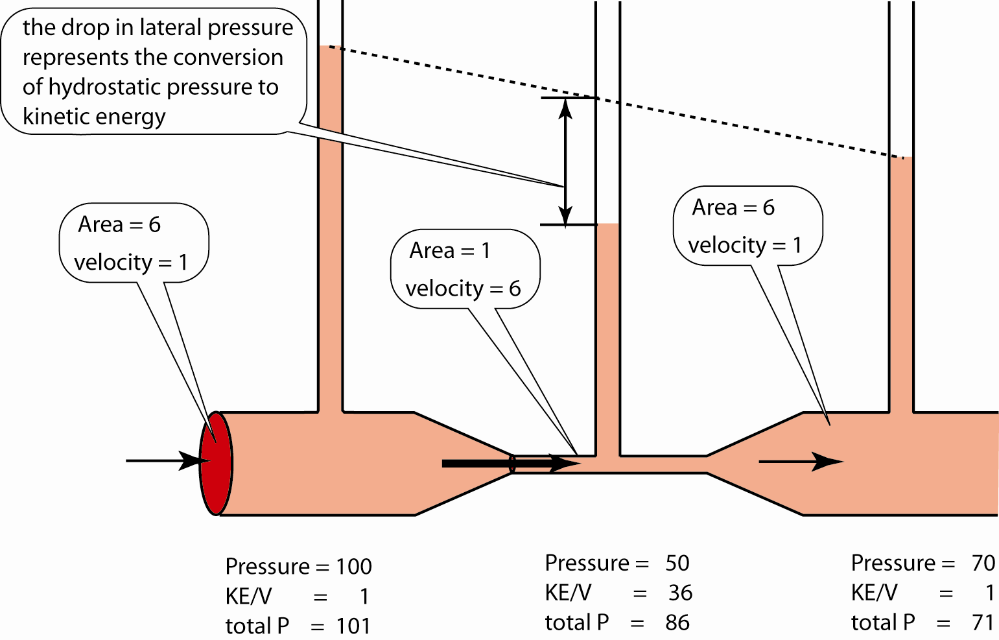 the drop in lateral pressure
represents the conversion
of hydrostatic pressure to
kinetic energy
Area = 6
velocity = 1
Area = 1
velocity = 6
Area = 6
velocity = 1
Pressure = 100
KE/V = 1
total P = 101
Pressure = 50
KE/V = 36
total P = 86
Pressure = 70
KE/V = 1
total P = 71